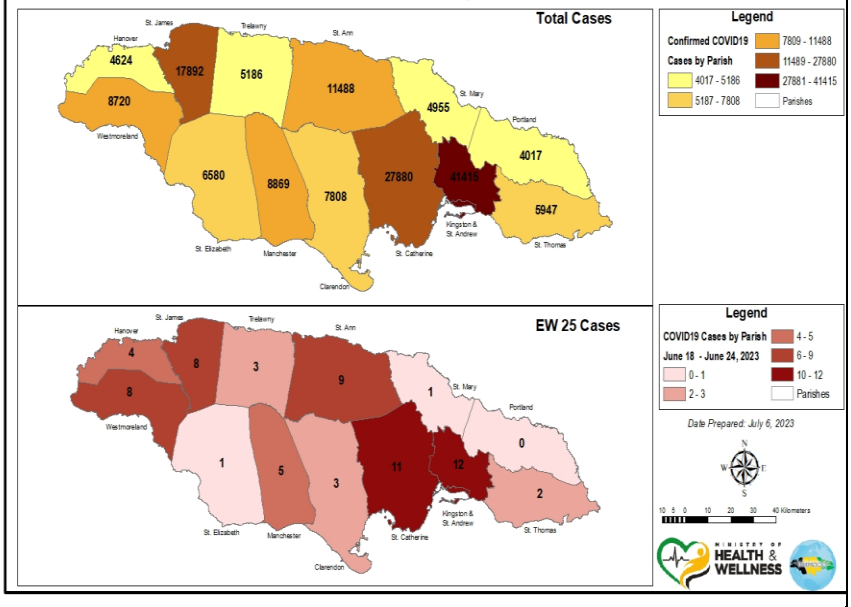 Total Cases
St. James
Trelawny
St. Ann
Hanover
4624
17892
5186
11488
8720
4955
St. Mary
Westmoreland
Portland
4017
6580
8869
7808
27880
41415
5947
St. Elizabeth
Manchester
St. Catherine
Kingston &
St. Andrew
St. Thomas
Clarendon
Legend
Confirmed COVID19
Cases by Parish
4017 - 5186
5187 - 7808
7809 - 11488
11489 - 27880
27881 - 41415
Parishes
EW 25 Cases
St. James
Trelawny
St. Ann
Hanover
4
8
3
9
8
1
St. Mary
Westmoreland
Portland
0
1
5
3
11
12
2
St. Elizabeth
Manchester
St. Catherine
Kingston &
St. Andrew
St. Thomas
Clarendon
Legend
COVID19 Cases by Parish
June 18 - June 24, 2023
0 - 1
2 - 3
4 - 5
6 - 9
10 - 12
Parishes
Date Prepared: July 6, 2023
N
W E
S
10 5 0 10 20 30 40 Kilometers
MINISTRY OF
HEALTH &
WELLNESS